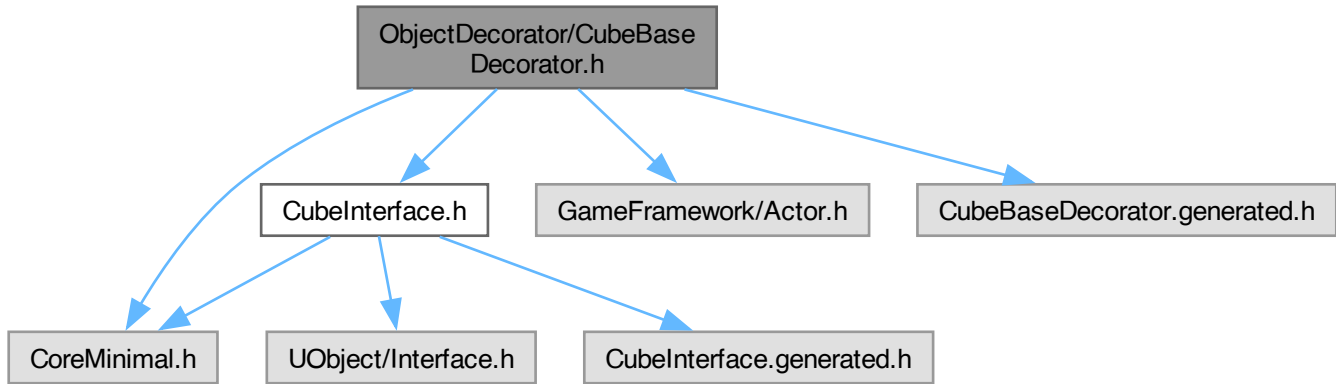 ObjectDecorator/CubeBase
Decorator.h
CubeInterface.h
GameFramework/Actor.h
CubeBaseDecorator.generated.h
CoreMinimal.h
UObject/Interface.h
CubeInterface.generated.h